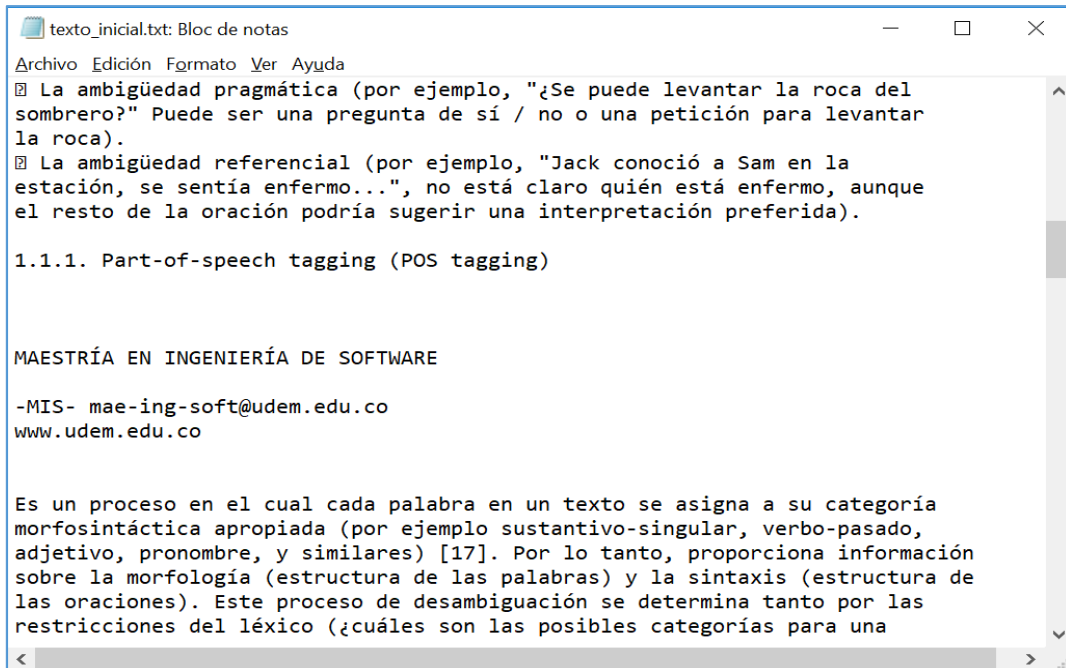 texto_inicial.txt: Bloc de notas
Archivo Edición Formato Ver Ayuda
⍰ La ambigüedad pragmática (por ejemplo, "¿Se puede levantar la roca del
sombrero?" Puede ser una pregunta de sí / no o una petición para levantar
la roca).
⍰ La ambigüedad referencial (por ejemplo, "Jack conoció a Sam en la
estación, se sentía enfermo...", no está claro quién está enfermo, aunque
el resto de la oración podría sugerir una interpretación preferida).
1.1.1. Part-of-speech tagging (POS tagging)
MAESTRÍA EN INGENIERÍA DE SOFTWARE
-MIS- mae-ing-soft@udem.edu.co
www.udem.edu.co
Es un proceso en el cual cada palabra en un texto se asigna a su categoría
morfosintáctica apropiada (por ejemplo sustantivo-singular, verbo-pasado,
adjetivo, pronombre, y similares) [17]. Por lo tanto, proporciona información
sobre la morfología (estructura de las palabras) y la sintaxis (estructura de
las oraciones). Este proceso de desambiguación se determina tanto por las
restricciones del léxico (¿cuáles son las posibles categorías para una